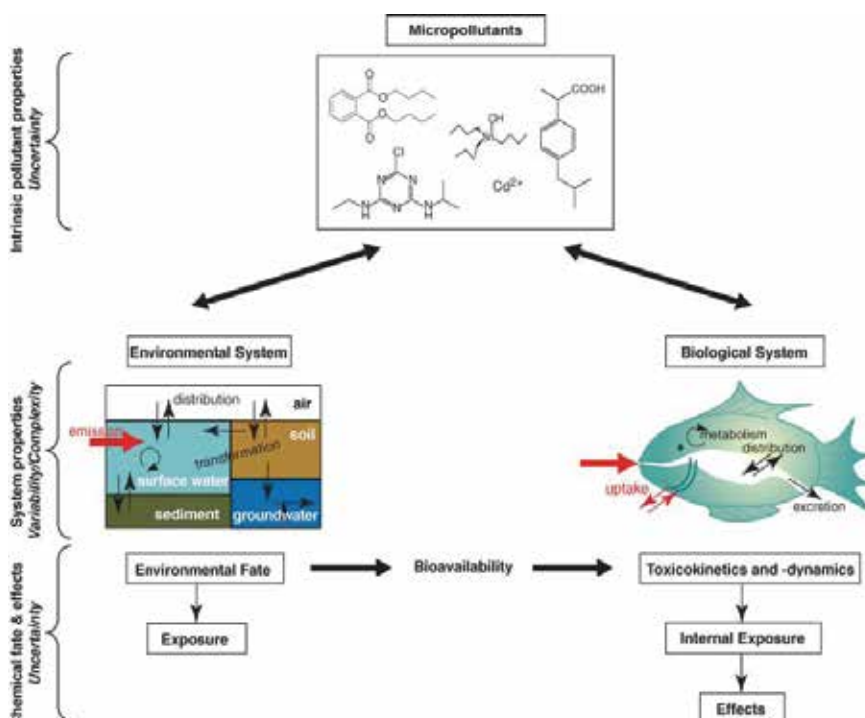 Micropollutants
Intrinsic pollutant properties
Uncertainty
O
O
O
O
COOH
OH
Cl
N
N
N
N
H
N
H
Cd2+
Environmental System
Biological System
System properties
Variability/Complexity
distribution
air
emission
soil
transformation
surface water
sediment
groundwater
metabolism
distribution
uptake
excretion
Chemical fate & effects
Uncertainty
Environmental Fate
Bioavailability
Toxicokinetics and -dynamics
Exposure
Internal Exposure
Effects